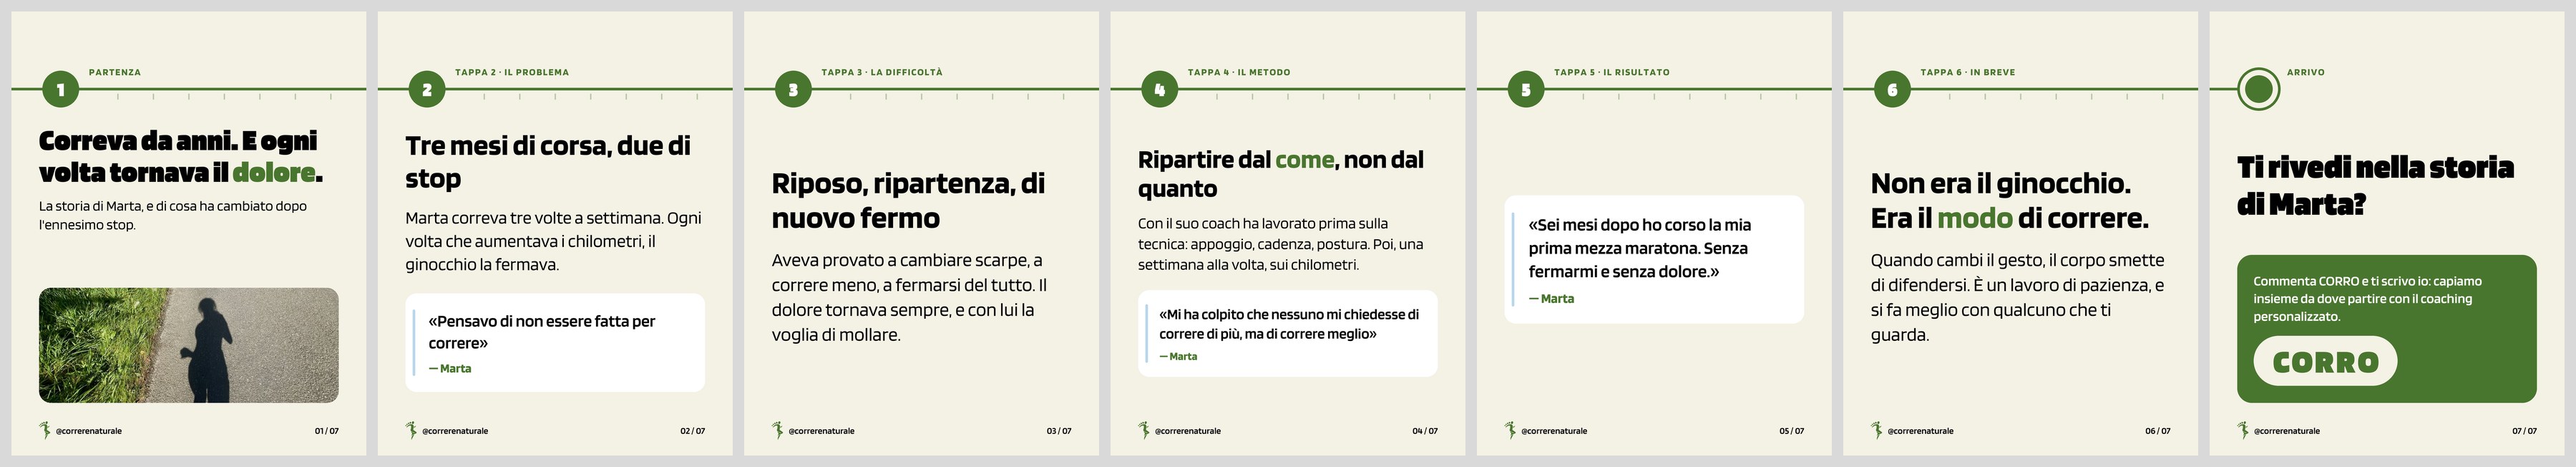 1
PARTENZA
Correva da anni. E ogni
volta tornava il dolore.
La storia di Marta, e di cosa ha cambiato dopo
l'ennesimo stop.
@correrenaturale
01 / 07
2
TAPPA 2 · IL PROBLEMA
Tre mesi di corsa, due di
stop
Marta correva tre volte a settimana. Ogni
volta che aumentava i chilometri, il
ginocchio la fermava.
«Pensavo di non essere fatta per
correre»
— Marta
@correrenaturale
02 / 07
3
TAPPA 3 · LA DIFFICOLTÀ
Riposo, ripartenza, di
nuovo fermo
Aveva provato a cambiare scarpe, a
correre meno, a fermarsi del tutto. Il
dolore tornava sempre, e con lui la
voglia di mollare.
@correrenaturale
03 / 07
4
TAPPA 4 · IL METODO
Ripartire dal come, non dal
quanto
Con il suo coach ha lavorato prima sulla
tecnica: appoggio, cadenza, postura. Poi, una
settimana alla volta, sui chilometri.
«Mi ha colpito che nessuno mi chiedesse di
correre di più, ma di correre meglio»
— Marta
@correrenaturale
04 / 07
5
TAPPA 5 · IL RISULTATO
«Sei mesi dopo ho corso la mia
prima mezza maratona. Senza
fermarmi e senza dolore.»
— Marta
@correrenaturale
05 / 07
6
TAPPA 6 · IN BREVE
Non era il ginocchio.
Era il modo di correre.
Quando cambi il gesto, il corpo smette
di difendersi. È un lavoro di pazienza, e
si fa meglio con qualcuno che ti
guarda.
@correrenaturale
06 / 07
ARRIVO
Ti rivedi nella storia
di Marta?
Commenta CORRO e ti scrivo io: capiamo
insieme da dove partire con il coaching
personalizzato.
CORRO
@correrenaturale
07 / 07